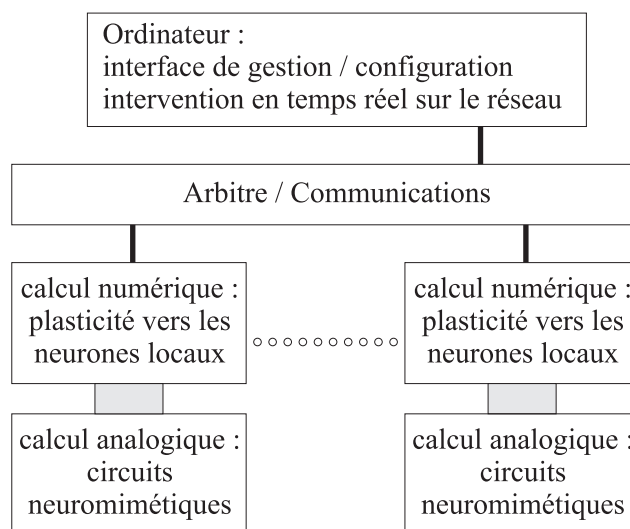 Ordinateur :
interface de gestion / configuration
intervention en temps réel sur le réseau
Arbitre / Communications
calcul numérique :
plasticité vers les
neurones locaux
calcul numérique :
plasticité vers les
neurones locaux
calcul analogique :
circuits
neuromimétiques
calcul analogique :
circuits
neuromimétiques